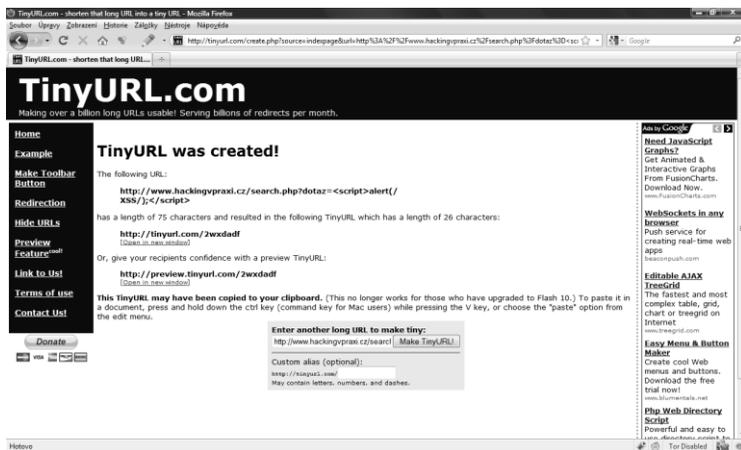 TinyURL.com - shorten that long URL into a tiny URL - Mozilla Firefox
Soubor Úpravy Zobrazení Historie Záložky Nástroje Nápověda
http://tinyurl.com/create.php?source=indexpage&url=http%3A%2F%2Fwww.hackingvpraxi.cz%2Fsearch.php%3Fdotaz%3D<scr
Google
TinyURL.com - shorten that long URL...
TinyURL.com
Making over a billion long URLs usable! Serving billions of redirects per month.
Home
Example
Make Toolbar
Button
Redirection
Hide URLs
Preview
Feature cool!
Link to Us!
Terms of use
Contact Us!
Donate
VISA
TinyURL was created!
The following URL:
http://www.hackingvpraxi.cz/search.php?dotaz=<script>alert(/
XSS/);</script>
has a length of 75 characters and resulted in the following TinyURL which has a length of 26 characters:
http://tinyurl.com/2wxdadf
[Open in new window]
Or, give your recipients confidence with a preview TinyURL:
http://preview.tinyurl.com/2wxdadf
[Open in new window]
This TinyURL may have been copied to your clipboard. (This no longer works for those who have upgraded to Flash 10.) To paste it in
a document, press and hold down the ctrl key (command key for Mac users) while pressing the V key, or choose the "paste" option from
the edit menu.
Enter another long URL to make tiny:
http://www.hackingvpraxi.cz/searcl Make TinyURL!
Custom alias (optional):
http://tinyurl.com/
May contain letters, numbers, and dashes.
Ads by Google
Need JavaScript
Graphs?
Get Animated &
Interactive Graphs
From FusionCharts.
Download Now.
www.FusionCharts.com
WebSockets in any
browser
Push service for
creating real-time web
apps
beaconpush.com
Editable AJAX
TreeGrid
The fastest and most
complex table, grid,
chart or treegrid on
Internet
www.treegrid.com
Easy Menu & Button
Maker
Create cool Web
menus and buttons.
Download the free
trial now!
www.blumentals.net
Php Web Directory
Script
Powerful and easy to
use directory script to
Hotovo
Tor Disabled